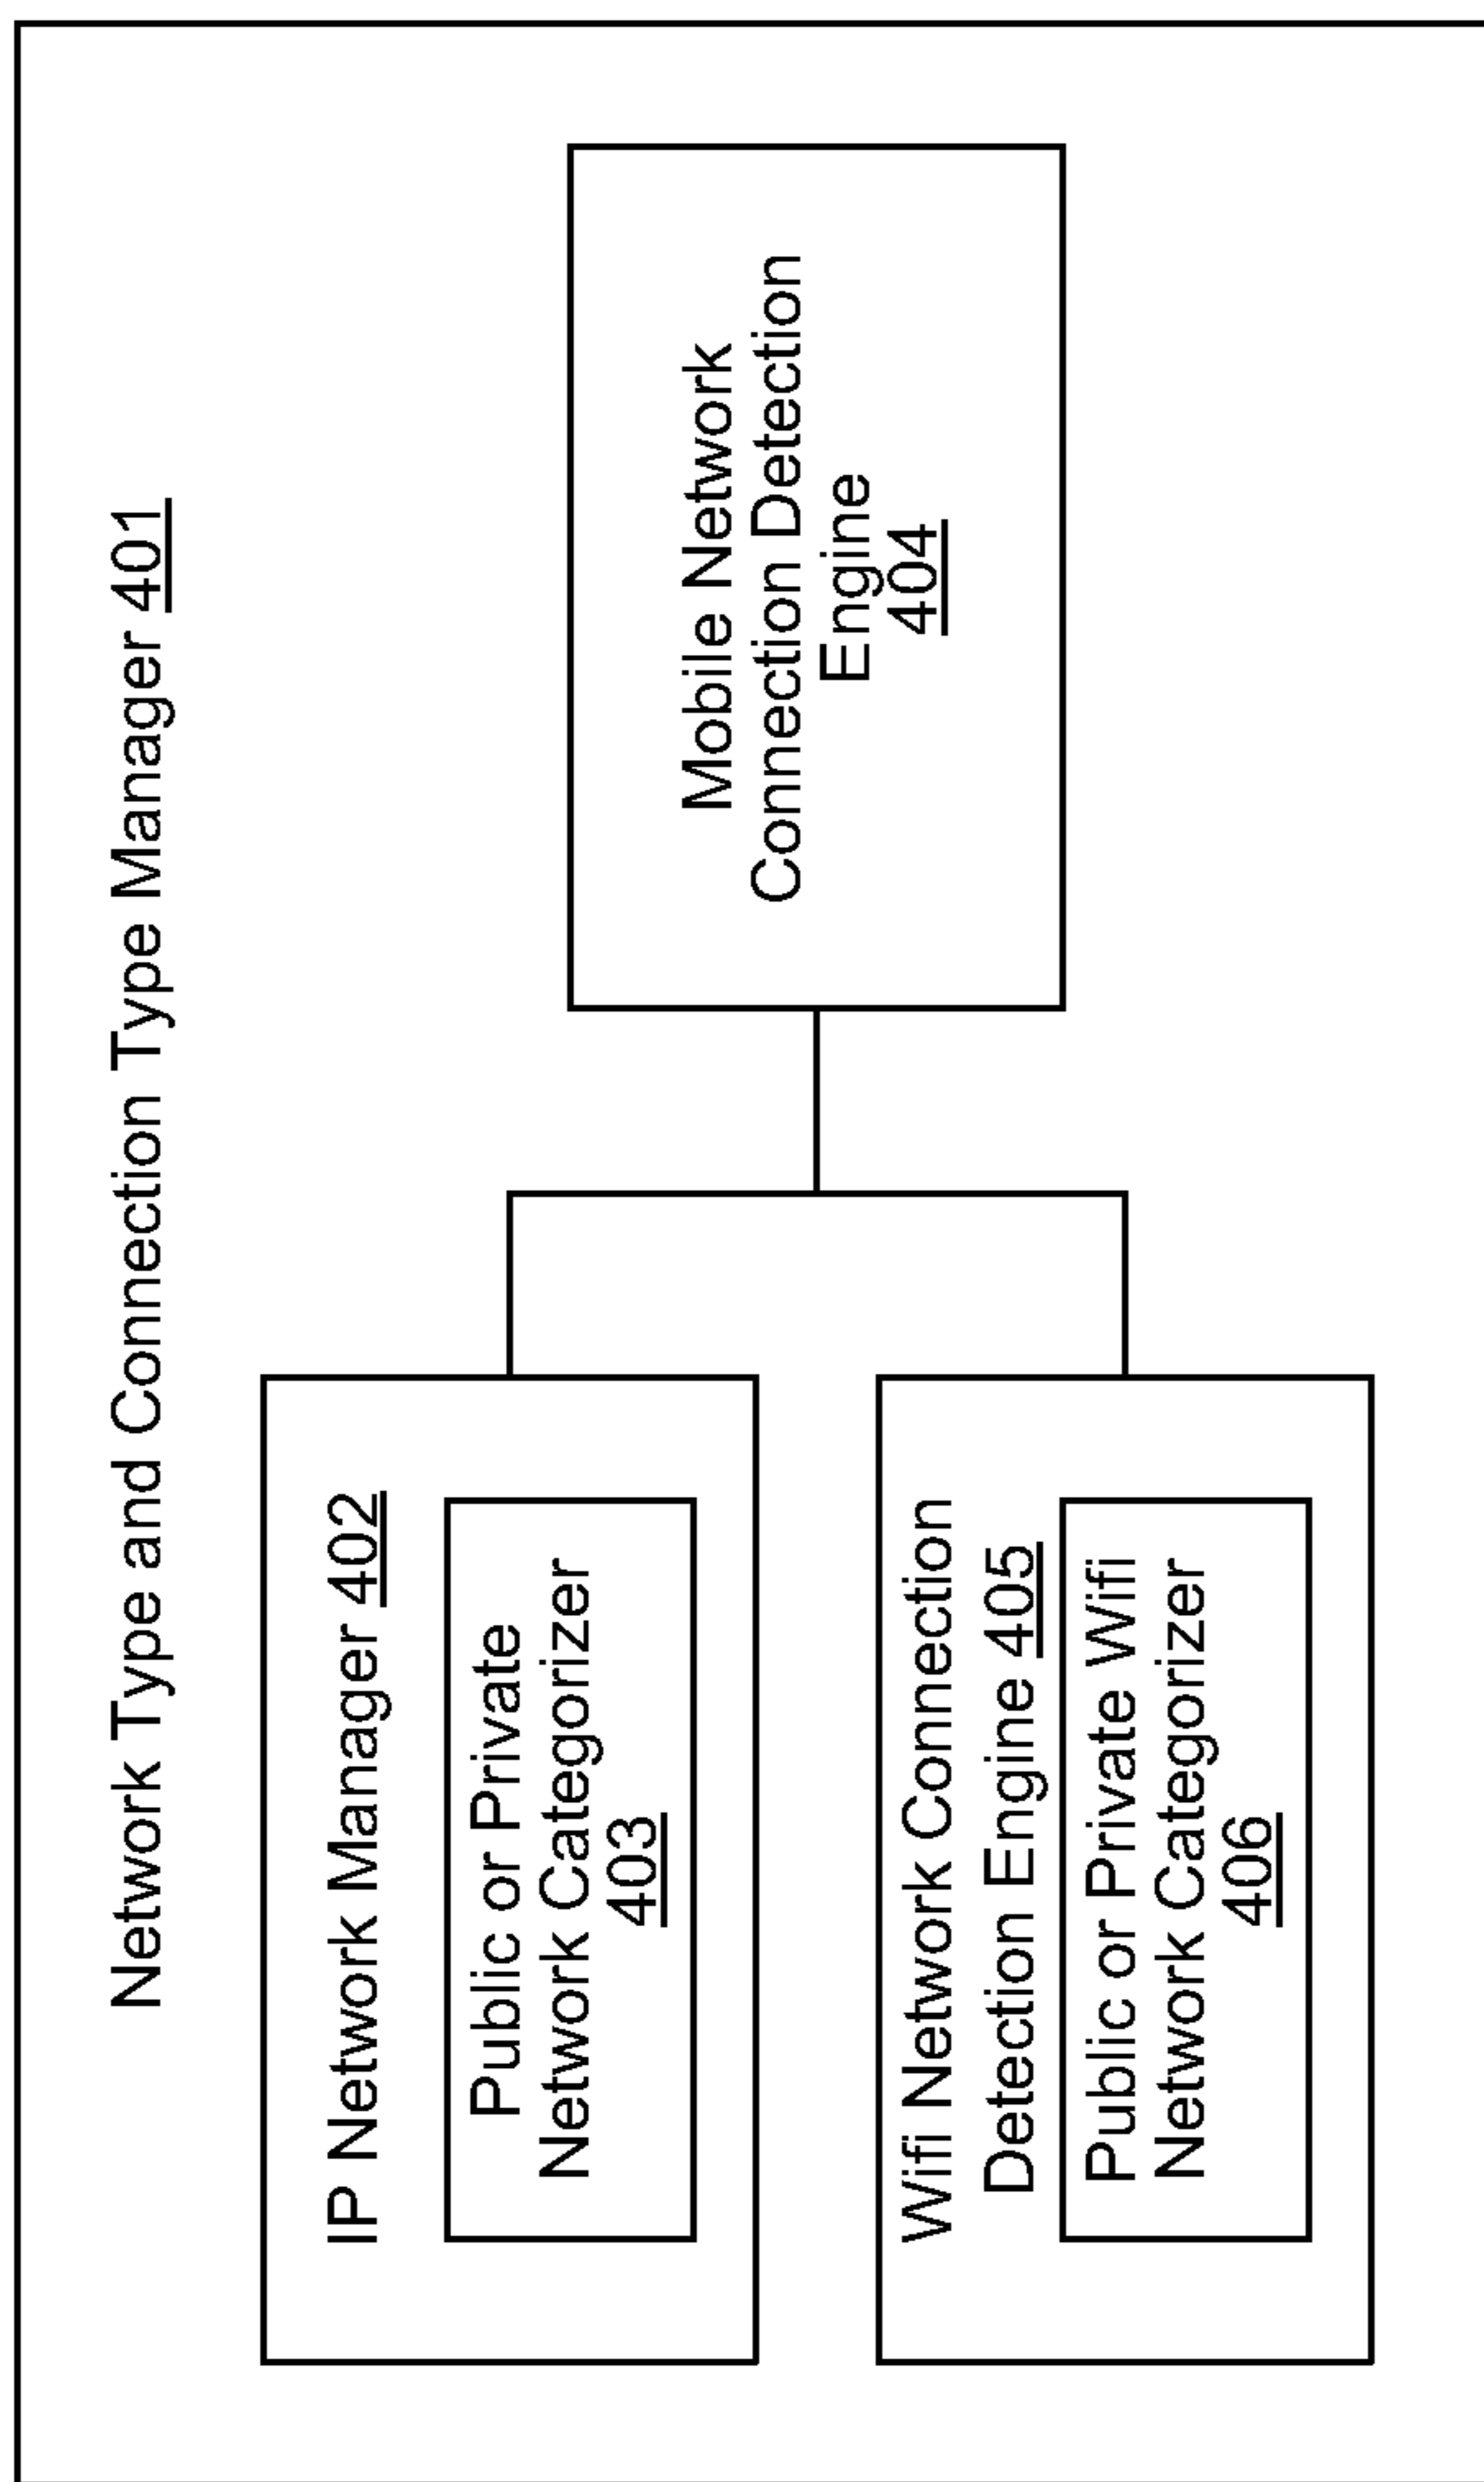 Network Type and Connection Type Manager 401
IP Network Manager 402
Public or Private
Network Categorizer
403
Wifi Network Connection
Detection Engine 405
Public or Private Wifi
Network Categorizer
406
Mobile Network
Connection Detection
Engine
404